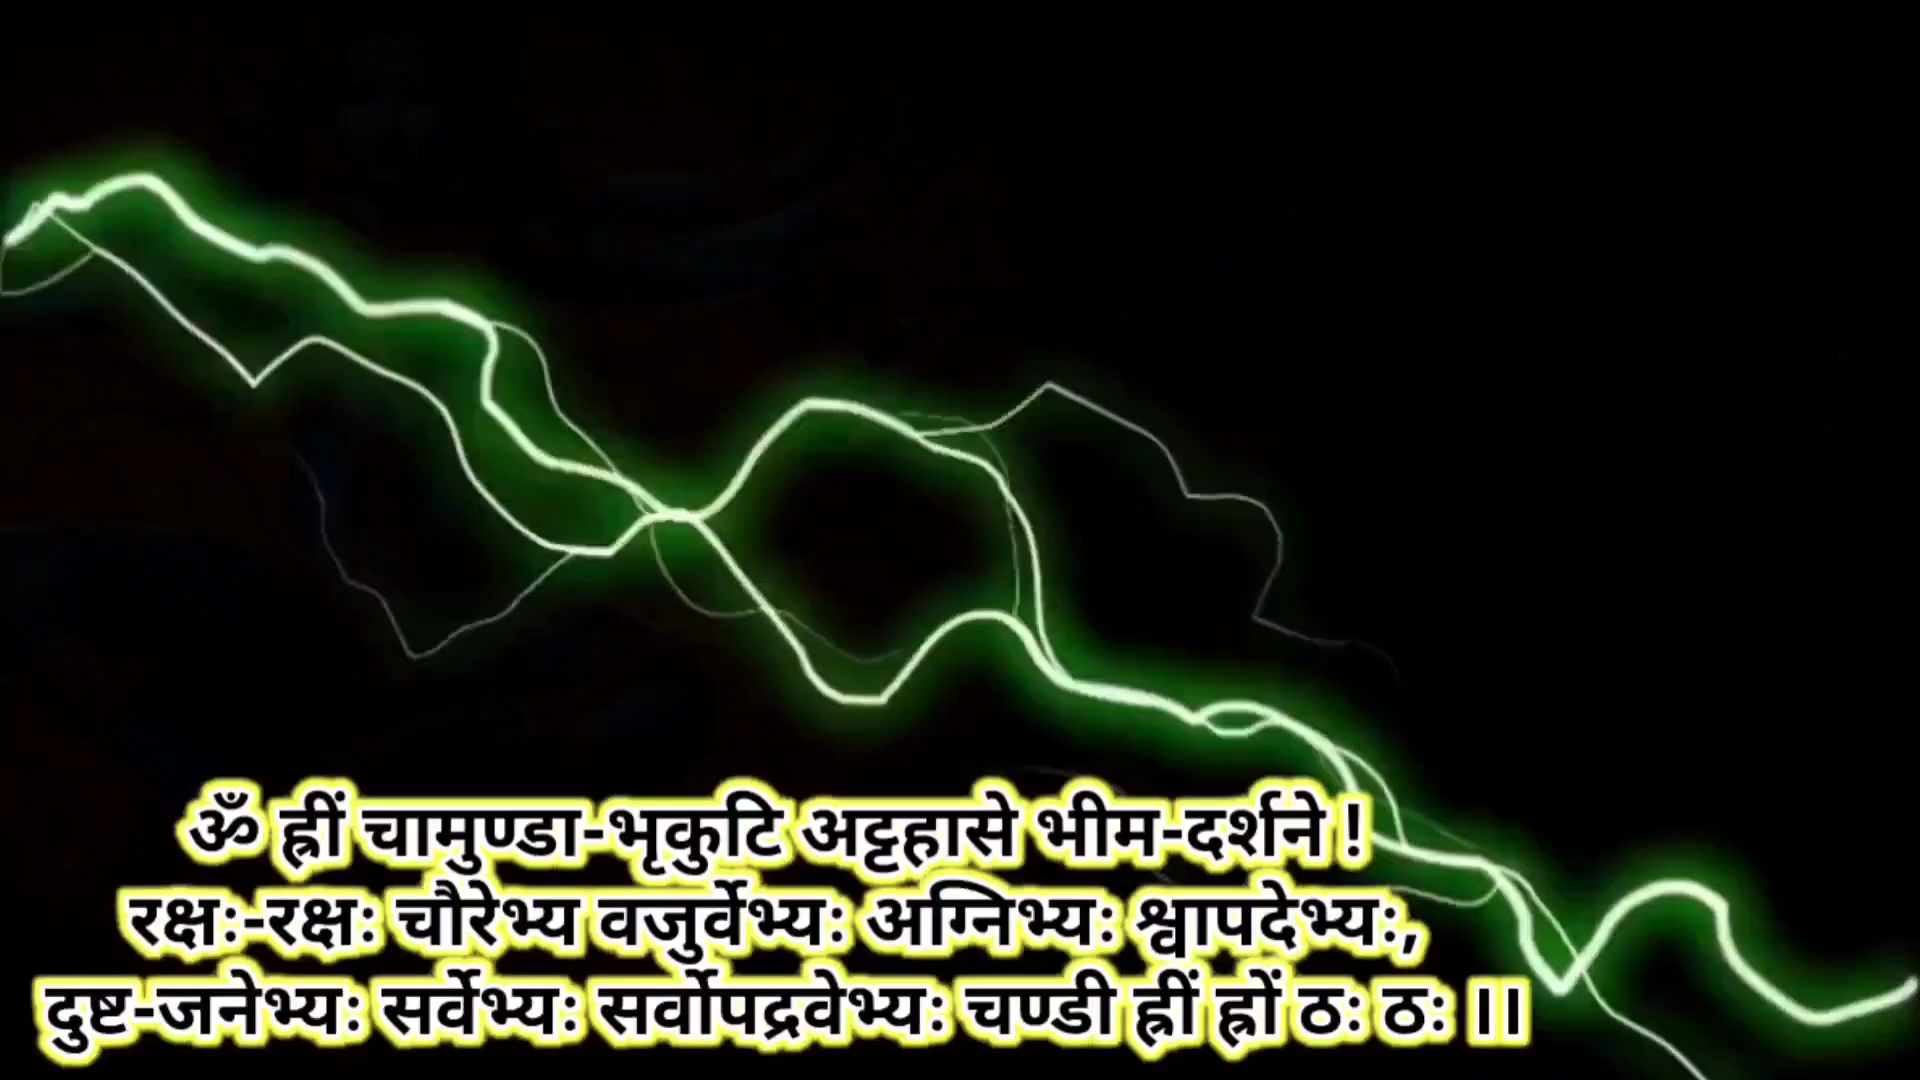 ॐ ह्रीं चामुण्डा-भृकुटि अट्टहासे भीम-दर्शने !
रक्षः-रक्षः चौरेभ्य वजुर्वेभ्यः अग्निभ्यः श्वापदेभ्यः,
दुष्ट-जनेभ्यः सर्वेभ्यः सर्वोपद्रवेभ्यः चण्डी ह्रीं ह्रों ठः ठः ।।